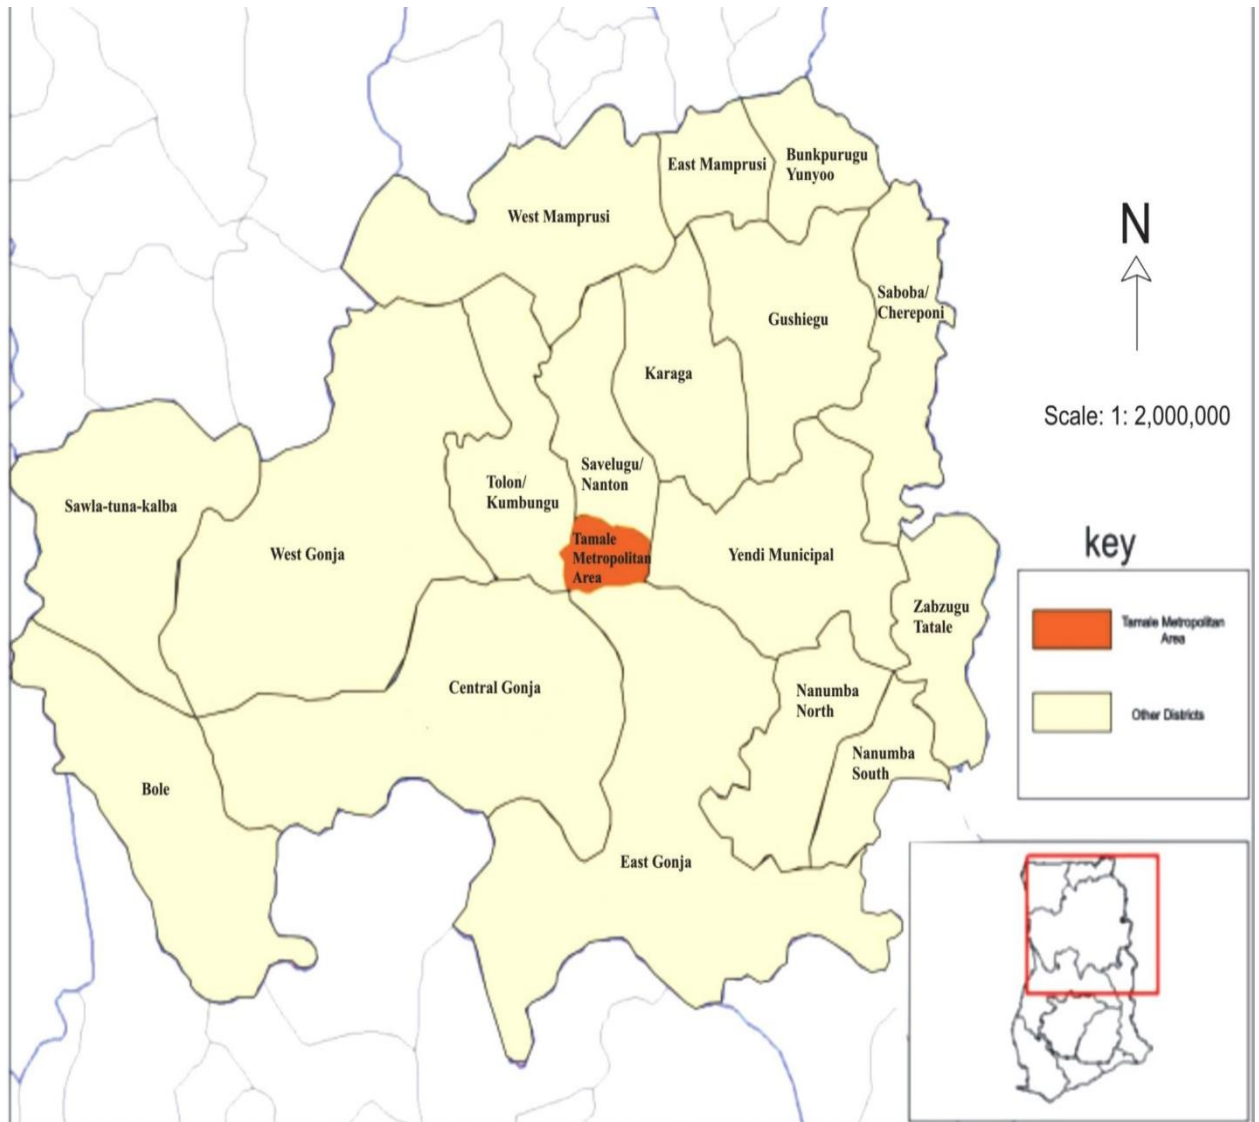 East Mamprusi
Bunkpurugu
Yunyoo
West Mamprusi
N
Saboba/
Chereponi
Gushiegu
Karaga
Scale: 1: 2,000,000
Savelugu/
Nanton
Tolon/
Kumbungu
Sawla-tuna-kalba
West Gonja
Tamale
Metropolitan
Area
Yendi Municipal
key
Zabzugu
Tatale
Tamale Metropolitan
Area
Central Gonja
Nanumba
North
Other Districts
Nanumba
South
Bole
East Gonja